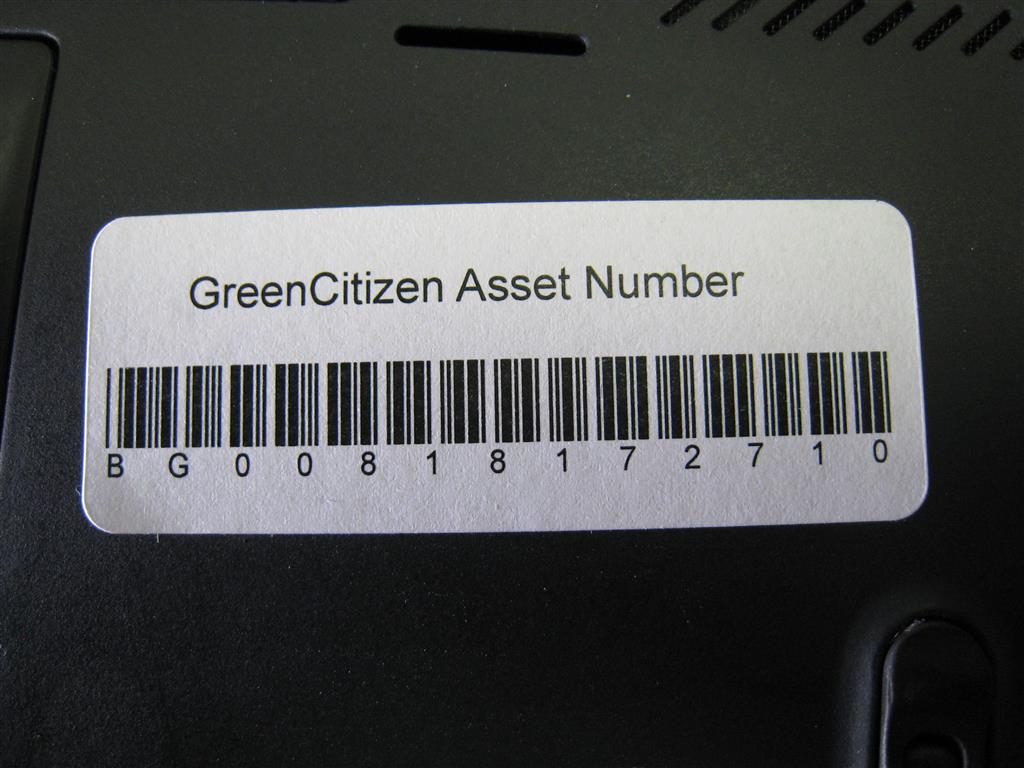 GreenCitizen Asset Number
B G 0 0 8 1 8 1 7 2 7 1 0